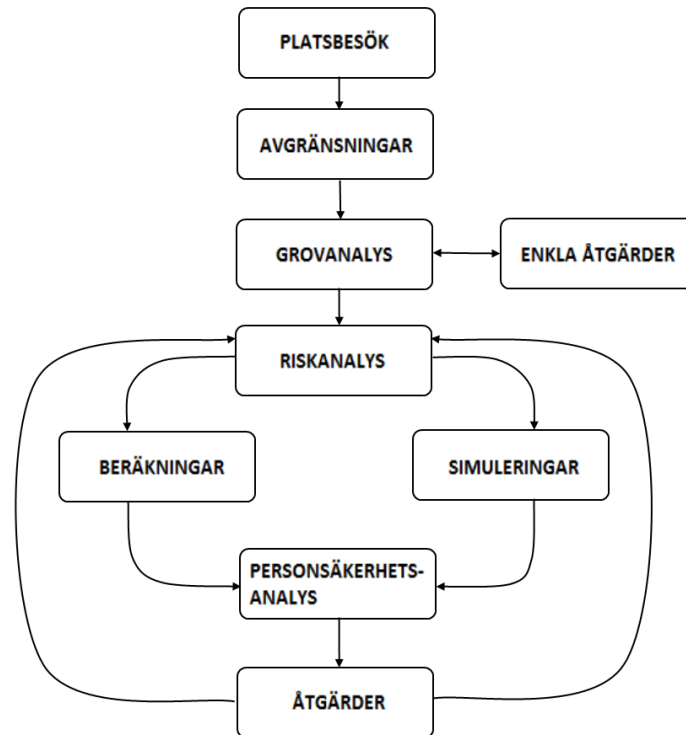 PLATSBESÖK
AVGRÄNSNINGAR
GROVANALYS
ENKLA ÅTGÄRDER
RISKANALYS
BERÄKNINGAR
SIMULERINGAR
PERSONSÄKERHETS-
ANALYS
ÅTGÄRDER